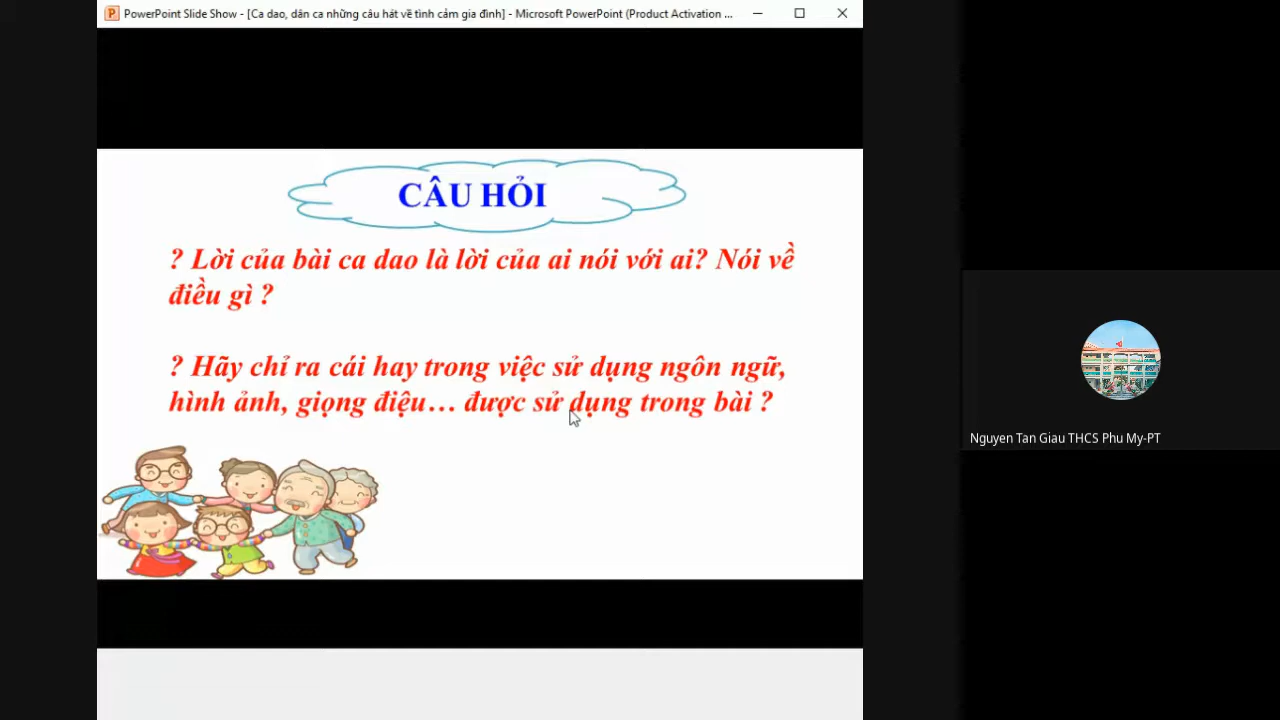 PowerPoint Slide Show - [Ca dao, dân ca những câu hát về tình cảm gia đình] - Microsoft PowerPoint (Product Activation ...
CÂU HỎI
? Lời của bài ca dao là lời của ai nói với ai? Nói về
điều gì ?
? Hãy chỉ ra cái hay trong việc sử dụng ngôn ngữ,
hình ảnh, giọng điệu... được sử dụng trong bài ?
Nguyen Tan Giau THCS Phu My-PT